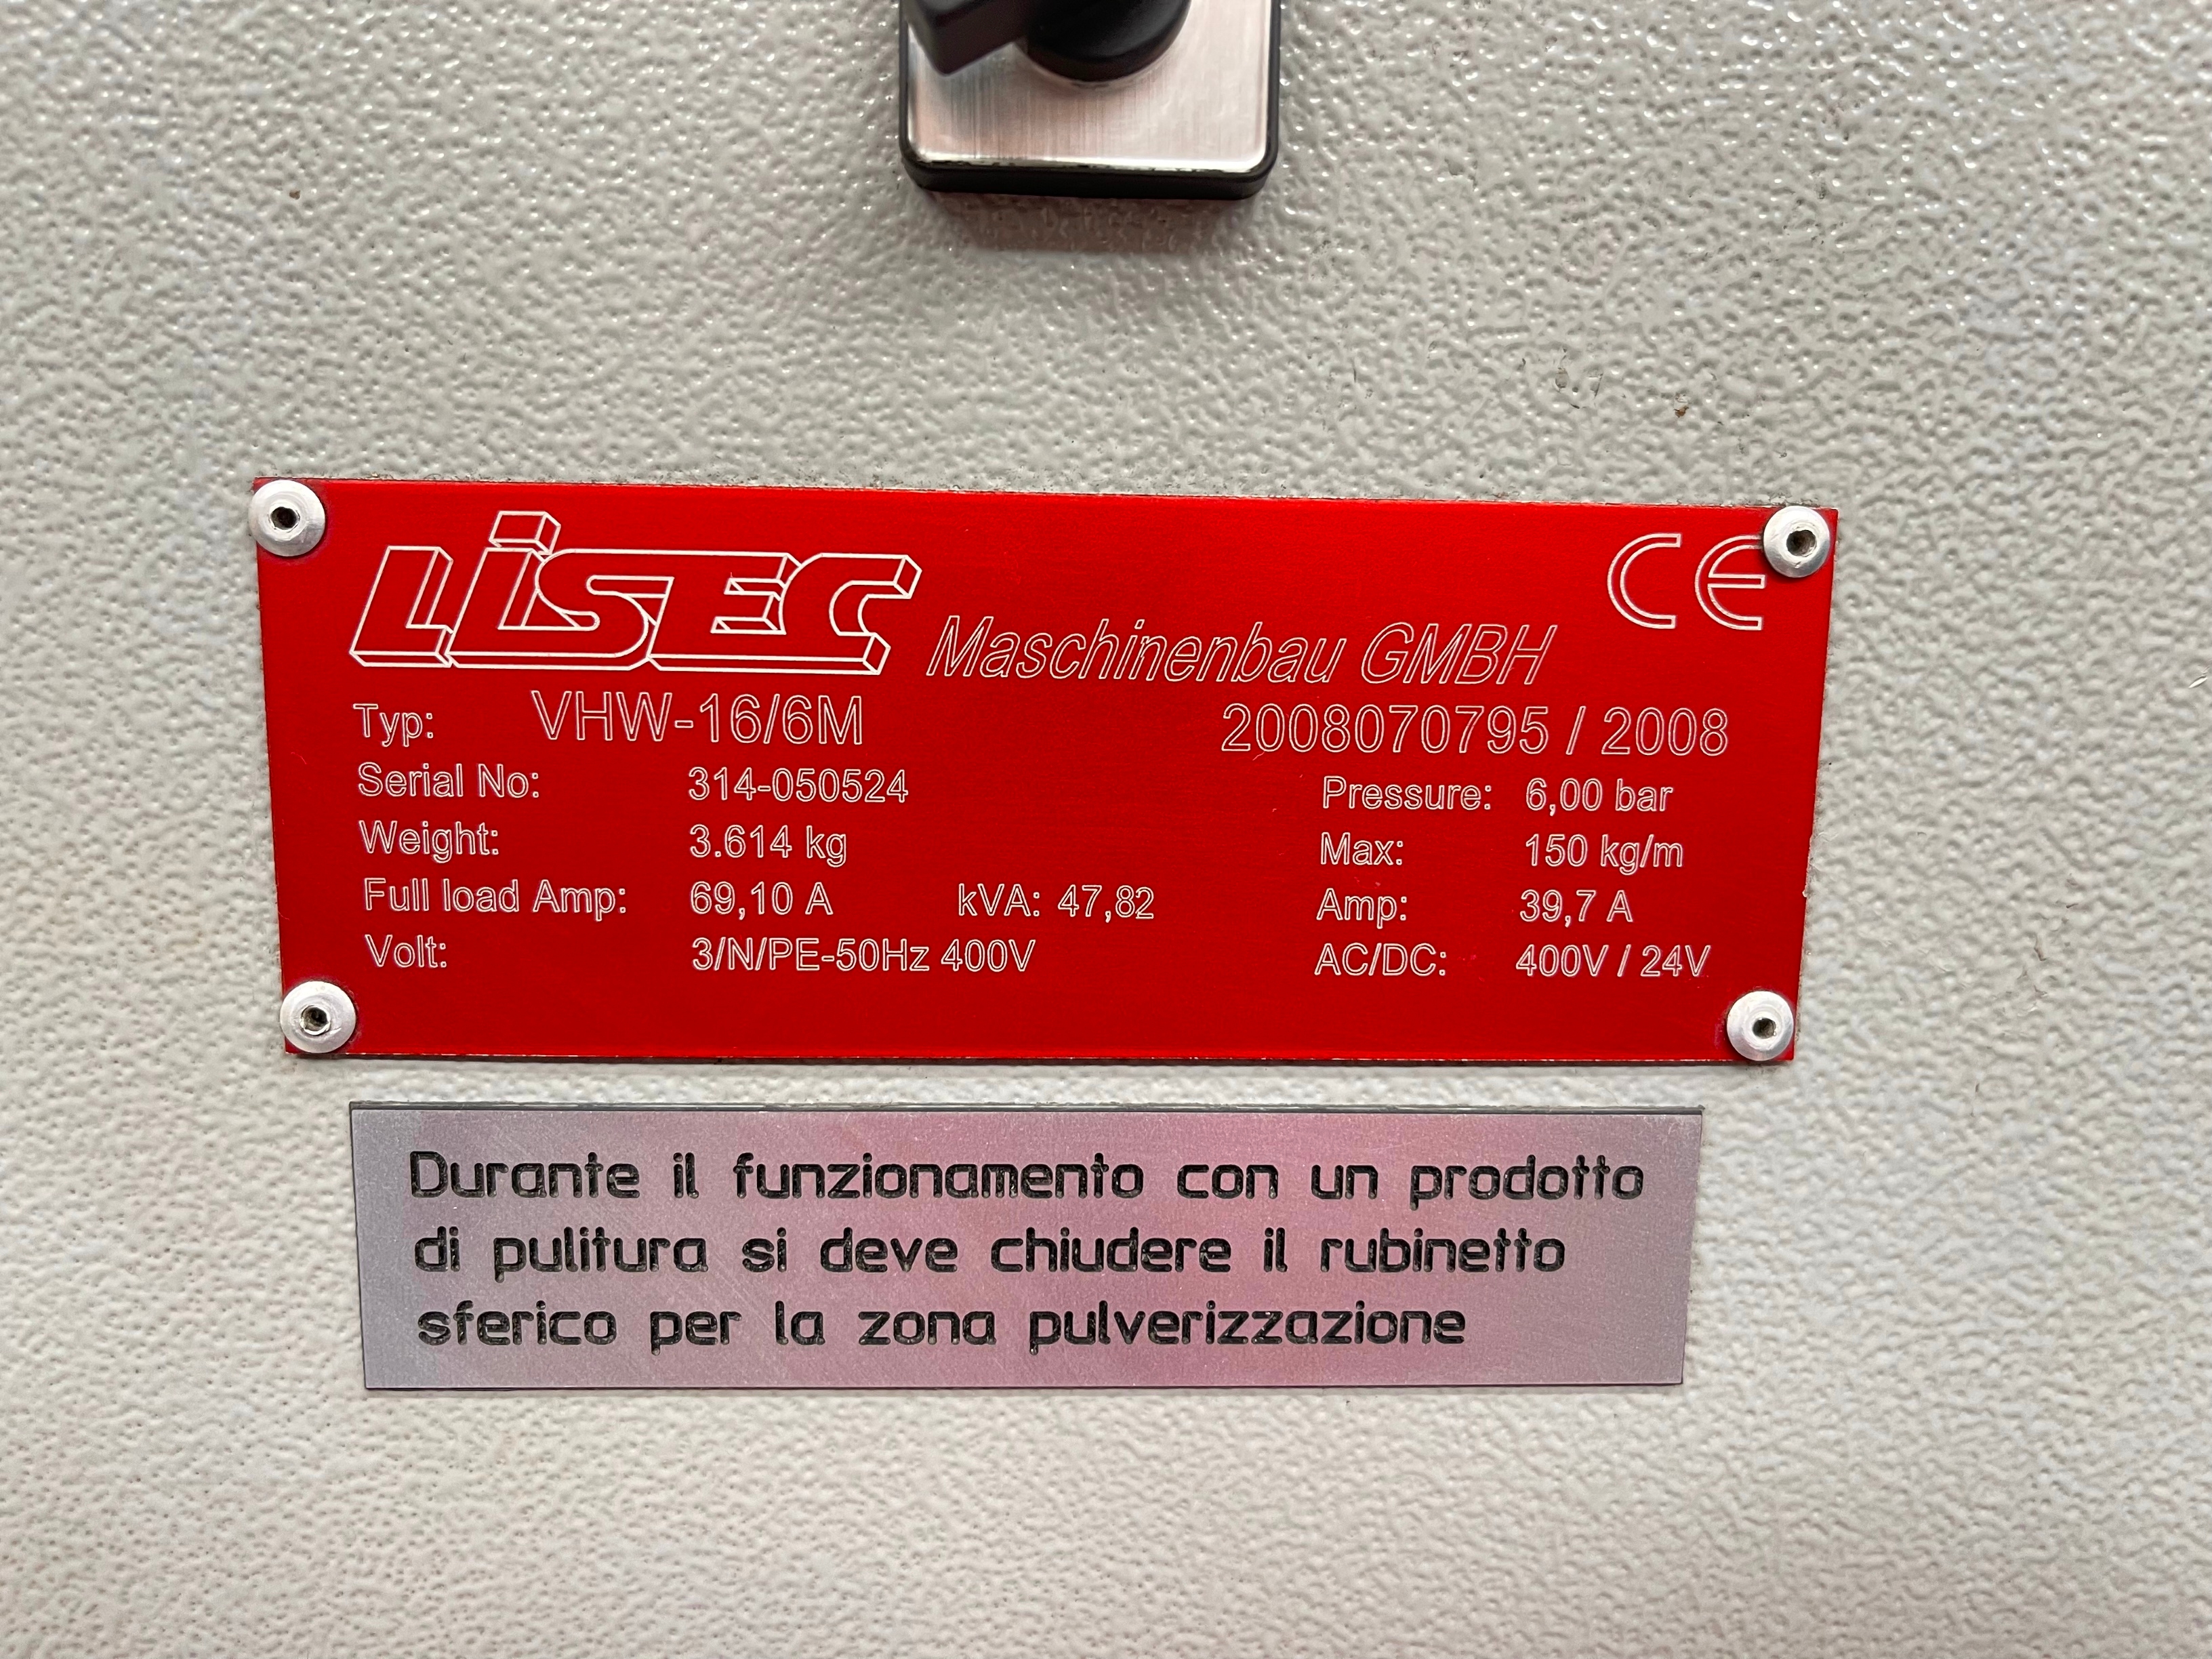 LiSEC Maschinenbau GMBH CE
Typ: VHW-16/6M 2008070795 / 2008
Serial No: 314-050524 Pressure: 6,00 bar
Weight: 3.614 kg Max: 150 kg/m
Full load Amp: 69,10 A kVA: 47,82 Amp: 39,7 A
Volt: 3/N/PE-50Hz 400V AC/DC: 400V / 24V
Durante il funzionamento con un prodotto
di pulitura si deve chiudere il rubinetto
sferico per la zona pulverizzazione